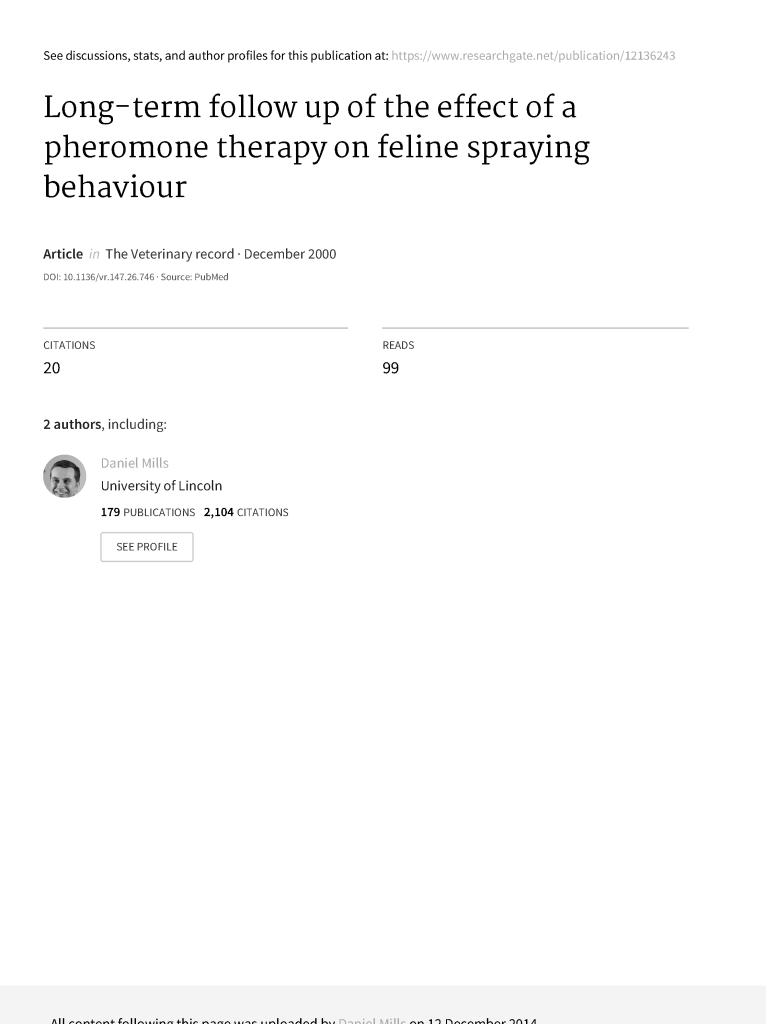 See discussions, stats, and author profiles for this publication at: https://www.researchgate.net/publication/12136243
Long-term follow up of the effect of a
pheromone therapy on feline spraying
behaviour
Article in The Veterinary record · December 2000
DOI: 10.1136/vr.147.26.746 · Source: PubMed
CITATIONS
20
READS
99
2 authors, including:
Daniel Mills
University of Lincoln
179 PUBLICATIONS 2,104 CITATIONS
SEE PROFILE
All content following this page was uploaded by Daniel Mills on 12 December 2014.